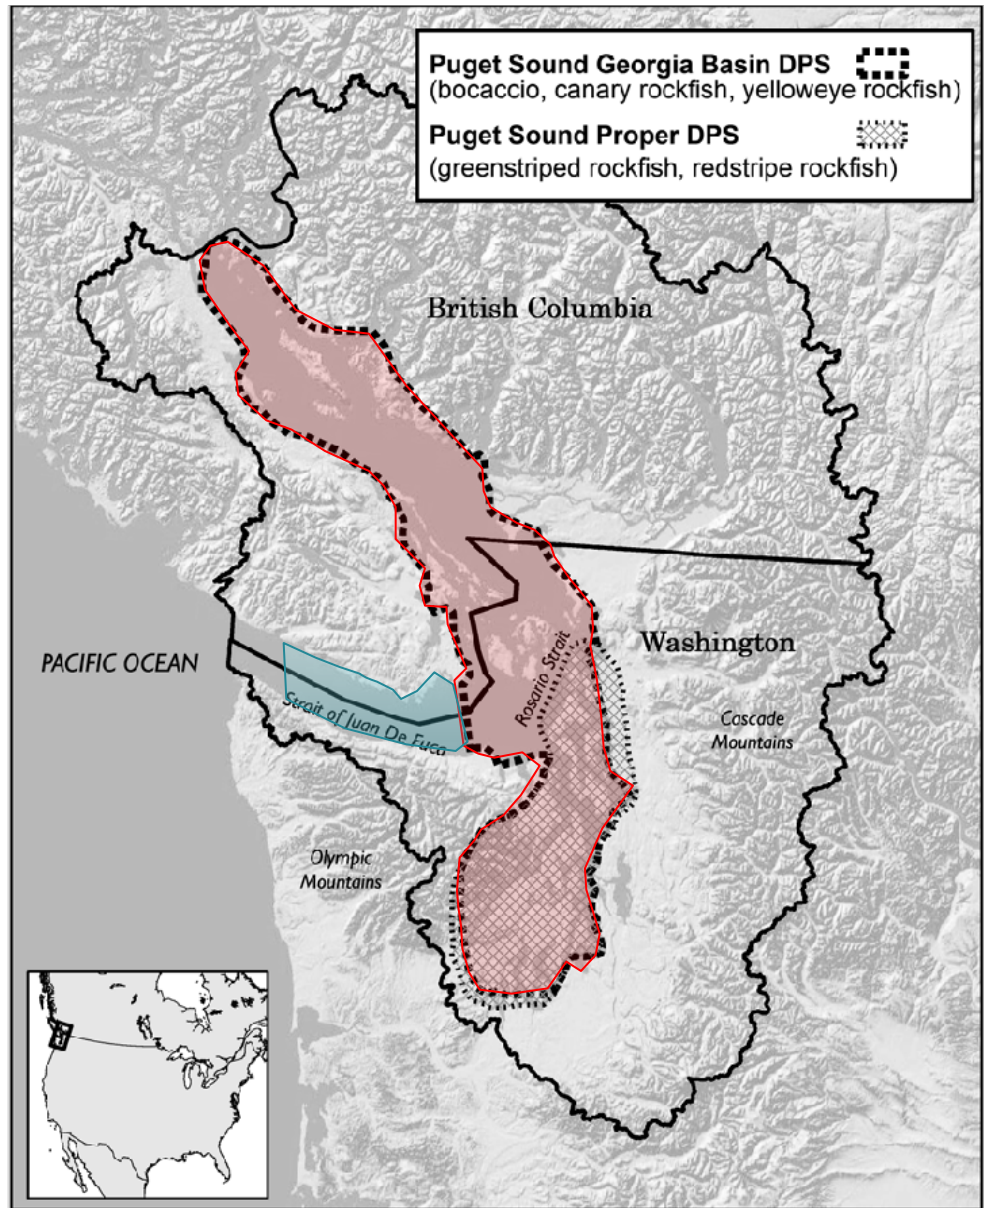 Puget Sound Georgia Basin DPS
(bocaccio, canary rockfish, yelloweye rockfish)
Puget Sound Proper DPS
(greenstriped rockfish, redstripe rockfish)
British Columbia
Washington
PACIFIC OCEAN
Rosario Strait
Strait of Juan De Fuca
Cascade
Mountains
Olympic
Mountains